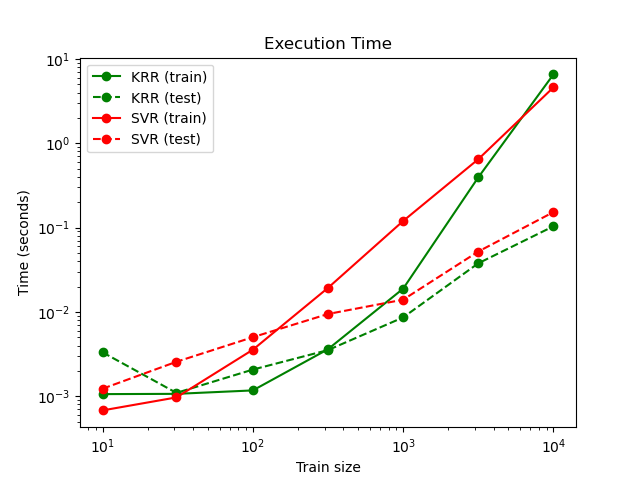 Execution Time
KRR (train)
KRR (test)
SVR (train)
SVR (test)
10¹
10⁰
10⁻¹
10⁻²
10⁻³
Time (seconds)
10¹ 10² 10³ 10⁴
Train size